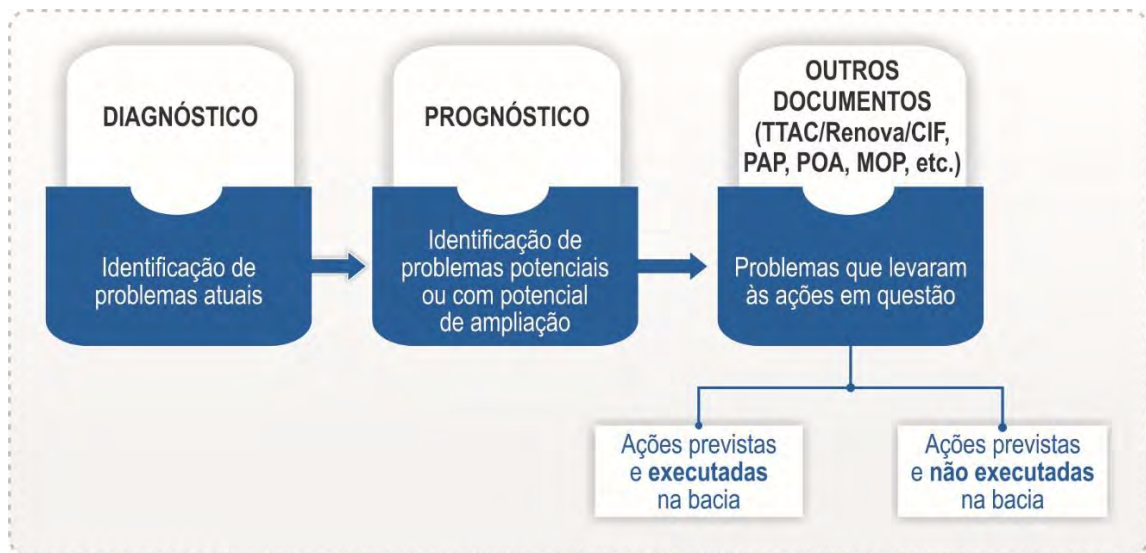 DIAGNÓSTICO
Identificação de
problemas atuais
PROGNÓSTICO
Identificação de
problemas potenciais
ou com potencial
de ampliação
OUTROS
DOCUMENTOS
(TTAC/Renova/CIF,
PAP, POA, MOP, etc.)
Problemas que levaram
às ações em questão
Ações previstas
e executadas
na bacia
Ações previstas
e não executadas
na bacia